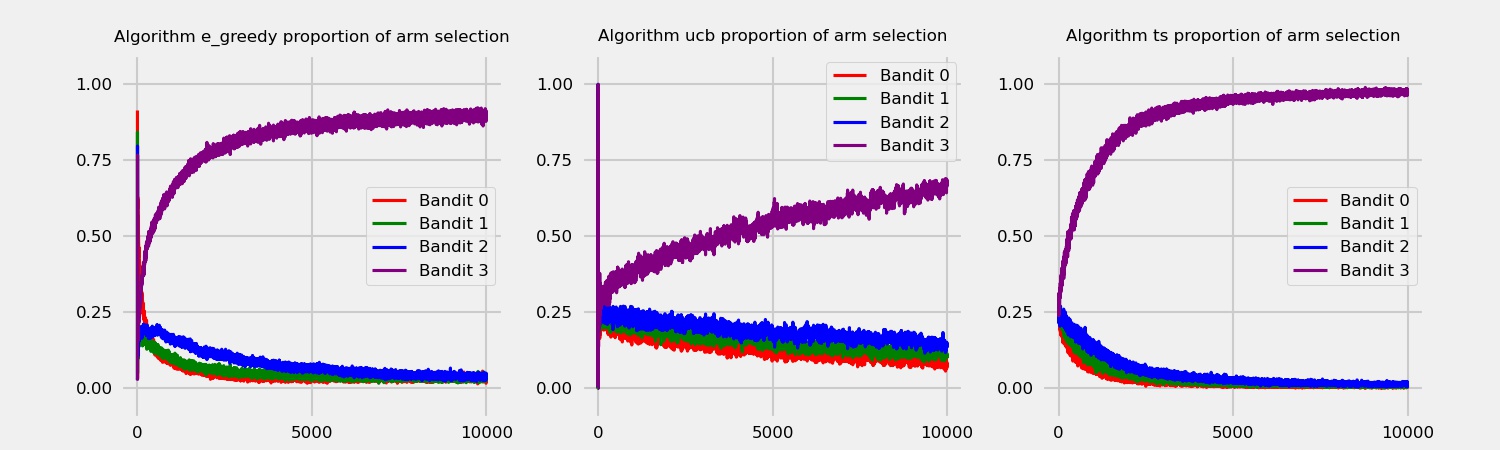 Algorithm e_greedy proportion of arm selection
1.00
0.75
0.50
0.25
0.00
0
5000
10000
Bandit 0
Bandit 1
Bandit 2
Bandit 3
Algorithm ucb proportion of arm selection
1.00
0.75
0.50
0.25
0.00
0
5000
10000
Bandit 0
Bandit 1
Bandit 2
Bandit 3
Algorithm ts proportion of arm selection
1.00
0.75
0.50
0.25
0.00
0
5000
10000
Bandit 0
Bandit 1
Bandit 2
Bandit 3